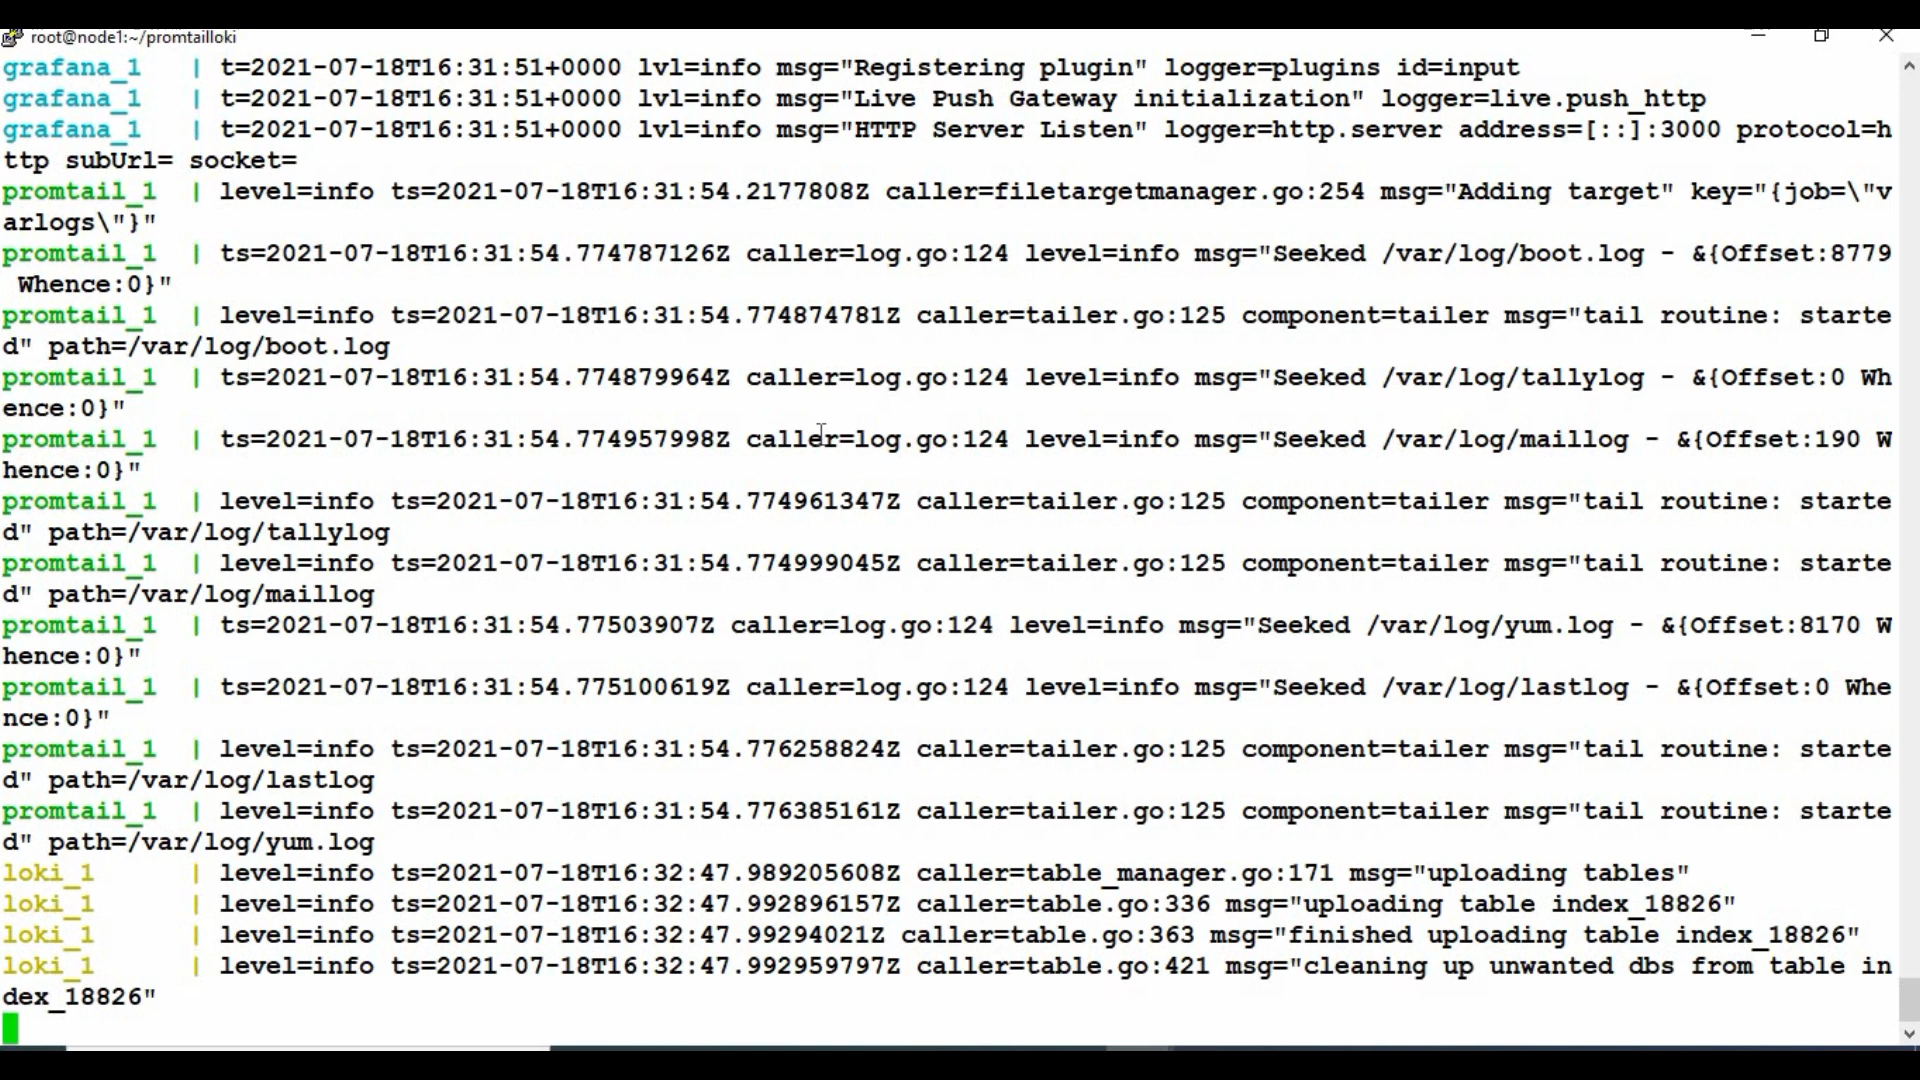 root@node1:~/promtailloki
grafana_1   | t=2021-07-18T16:31:51+0000 lvl=info msg="Registering plugin" logger=plugins id=input
grafana_1   | t=2021-07-18T16:31:51+0000 lvl=info msg="Live Push Gateway initialization" logger=live.push_http
grafana_1   | t=2021-07-18T16:31:51+0000 lvl=info msg="HTTP Server Listen" logger=http.server address=[::]:3000 protocol=h
ttp subUrl= socket=
promtail_1  | level=info ts=2021-07-18T16:31:54.2177808Z caller=filetargetmanager.go:254 msg="Adding target" key="{job=\"v
arlogs\"}"
promtail_1  | ts=2021-07-18T16:31:54.774787126Z caller=log.go:124 level=info msg="Seeked /var/log/boot.log - &{Offset:8779
 Whence:0}"
promtail_1  | level=info ts=2021-07-18T16:31:54.774874781Z caller=tailer.go:125 component=tailer msg="tail routine: starte
d" path=/var/log/boot.log
promtail_1  | ts=2021-07-18T16:31:54.774879964Z caller=log.go:124 level=info msg="Seeked /var/log/tallylog - &{Offset:0 Wh
ence:0}"
promtail_1  | ts=2021-07-18T16:31:54.774957998Z caller=log.go:124 level=info msg="Seeked /var/log/maillog - &{Offset:190 W
hence:0}"
promtail_1  | level=info ts=2021-07-18T16:31:54.774961347Z caller=tailer.go:125 component=tailer msg="tail routine: starte
d" path=/var/log/tallylog
promtail_1  | level=info ts=2021-07-18T16:31:54.774999045Z caller=tailer.go:125 component=tailer msg="tail routine: starte
d" path=/var/log/maillog
promtail_1  | ts=2021-07-18T16:31:54.77503907Z caller=log.go:124 level=info msg="Seeked /var/log/yum.log - &{Offset:8170 W
hence:0}"
promtail_1  | ts=2021-07-18T16:31:54.775100619Z caller=log.go:124 level=info msg="Seeked /var/log/lastlog - &{Offset:0 Whe
nce:0}"
promtail_1  | level=info ts=2021-07-18T16:31:54.776258824Z caller=tailer.go:125 component=tailer msg="tail routine: starte
d" path=/var/log/lastlog
promtail_1  | level=info ts=2021-07-18T16:31:54.776385161Z caller=tailer.go:125 component=tailer msg="tail routine: starte
d" path=/var/log/yum.log
loki_1      | level=info ts=2021-07-18T16:32:47.989205608Z caller=table_manager.go:171 msg="uploading tables"
loki_1      | level=info ts=2021-07-18T16:32:47.992896157Z caller=table.go:336 msg="uploading table index_18826"
loki_1      | level=info ts=2021-07-18T16:32:47.99294021Z caller=table.go:363 msg="finished uploading table index_18826"
loki_1      | level=info ts=2021-07-18T16:32:47.992959797Z caller=table.go:421 msg="cleaning up unwanted dbs from table in
dex_18826"